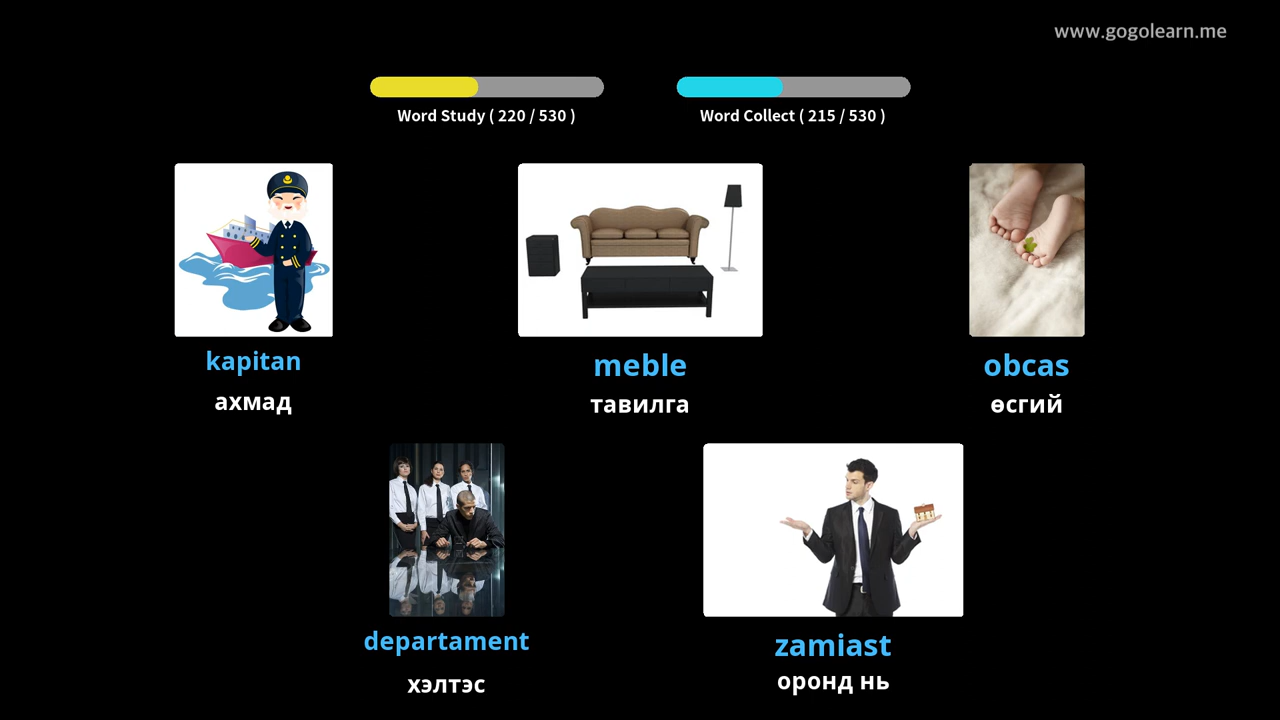 www.gogolearn.me
Word Study ( 220 / 530 )
Word Collect ( 215 / 530 )
kapitan
ахмад
meble
тавилга
obcas
өсгий
departament
хэлтэс
zamiast
оронд нь